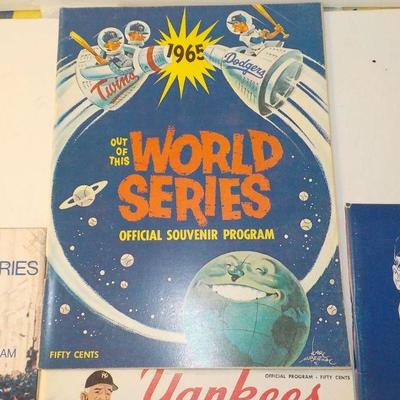 1965
Twins
Dodgers
OUT
OF
THIS
WORLD
SERIES
OFFICIAL SOUVENIR PROGRAM
FIFTY CENTS
RIES
AM
OFFICIAL PROGRAM • FIFTY CENTS
Yankees